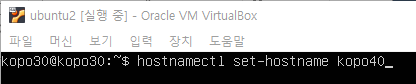 ubuntu2 [실행 중] - Oracle VM VirtualBox
파일 머신 보기 입력 장치 도움말
kopo30@kopo30:~$ hostnamectl set-hostname kopo40_